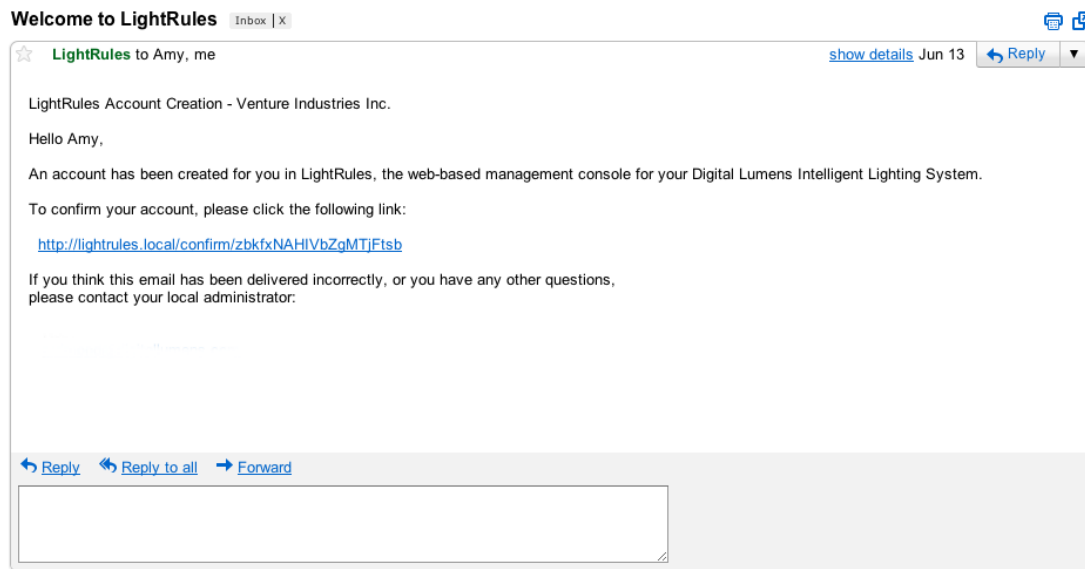 Welcome to LightRules Inbox | X
LightRules to Amy, me show details Jun 13 Reply
LightRules Account Creation - Venture Industries Inc.
Hello Amy,
An account has been created for you in LightRules, the web-based management console for your Digital Lumens Intelligent Lighting System.
To confirm your account, please click the following link:
http://lightrules.local/confirm/zbkfxNAHIVbZgMTjFtsb
If you think this email has been delivered incorrectly, or you have any other questions,
please contact your local administrator:
Reply Reply to all Forward